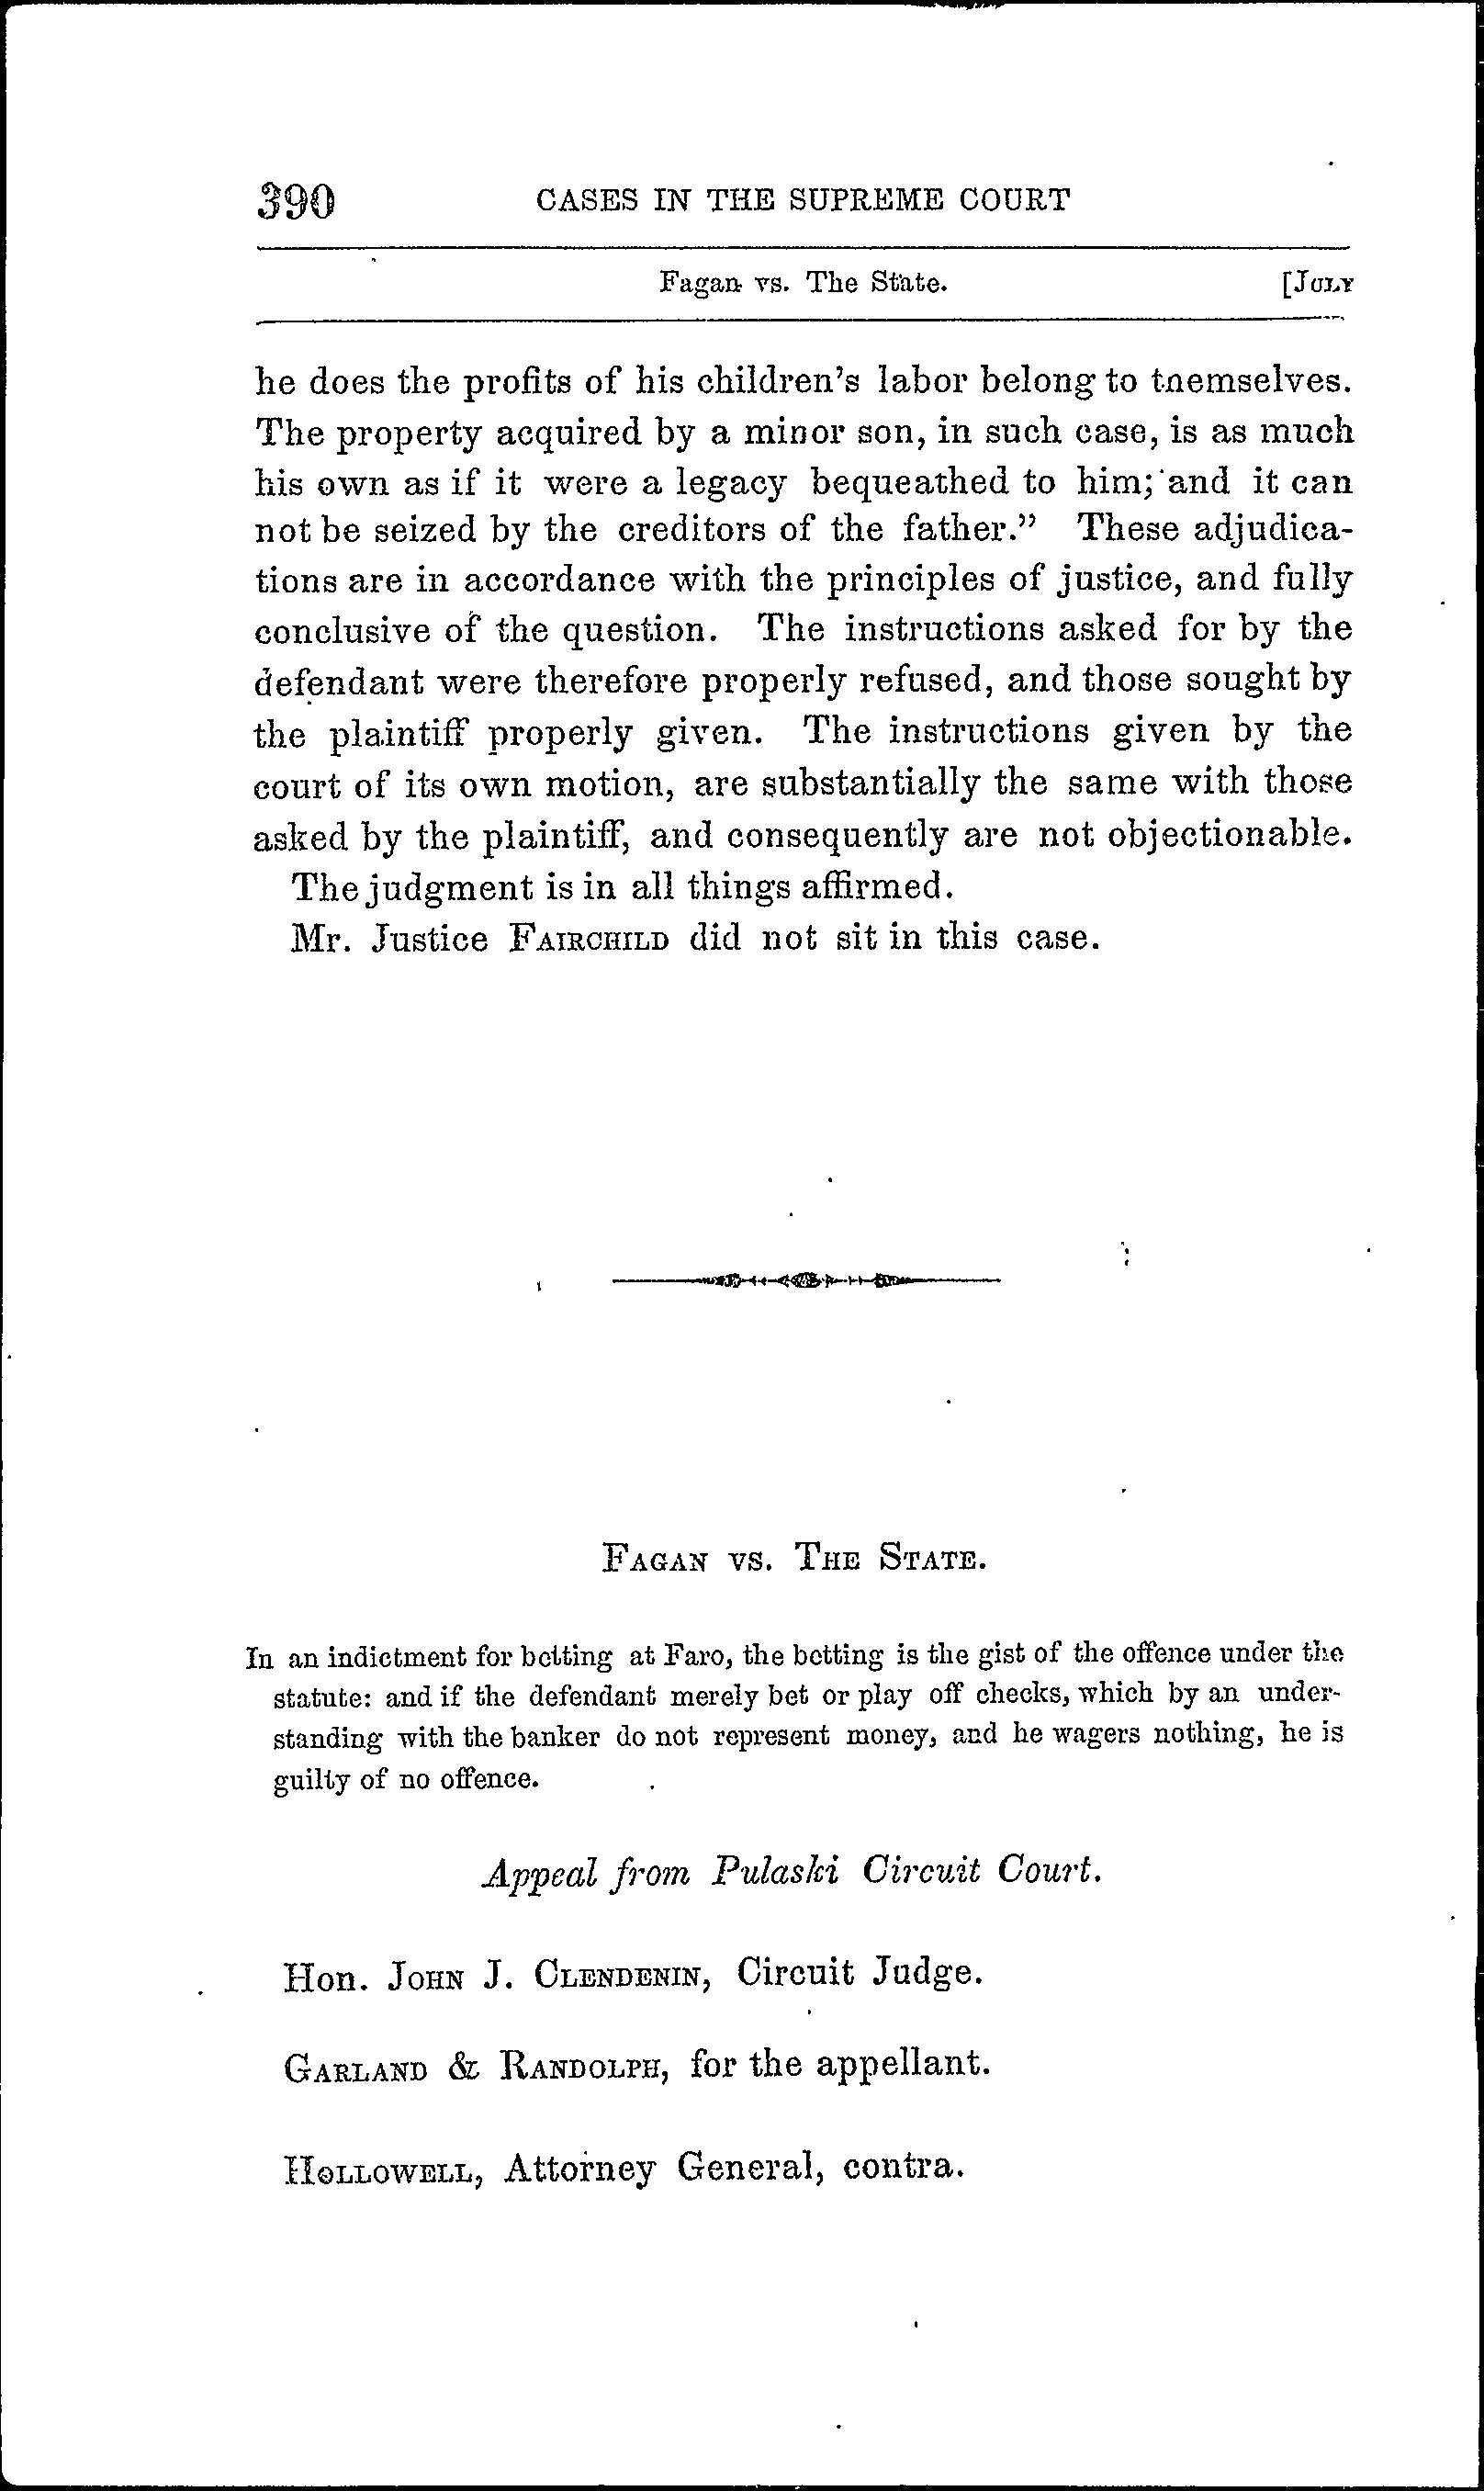 390 CASES IN THE SUPREME COURT
Fagan vs. The State. [JULY
he does the profits of his children's labor belong to tnemselves.
The property acquired by a minor son, in such case, is as much
his own as if it were a legacy bequeathed to him; and it can
not be seized by the creditors of the father." These adjudica-
tions are in accordance with the principles of justice, and fully
conclusive of the question. The instructions asked for by the
defendant were therefore properly refused, and those sought by
the plaintiff properly given. The instructions given by the
court of its own motion, are substantially the same with those
asked by the plaintiff, and consequently are not objectionable.
The judgment is in all things affirmed.
Mr. Justice FAIRCHILD did not sit in this case.
FAGAN VS. THE STATE.
In an indictment for betting at Faro, the betting is the gist of the offence under the
statute: and if the defendant merely bet or play off checks, which by an under-
standing with the banker do not represent money, and he wagers nothing, he is
guilty of no offence.
Appeal from Pulaski Circuit Court.
Hon. JOHN J. CLENDENIN, Circuit Judge.
GARLAND & RANDOLPH, for the appellant.
HOLLOWELL, Attorney General, contra.